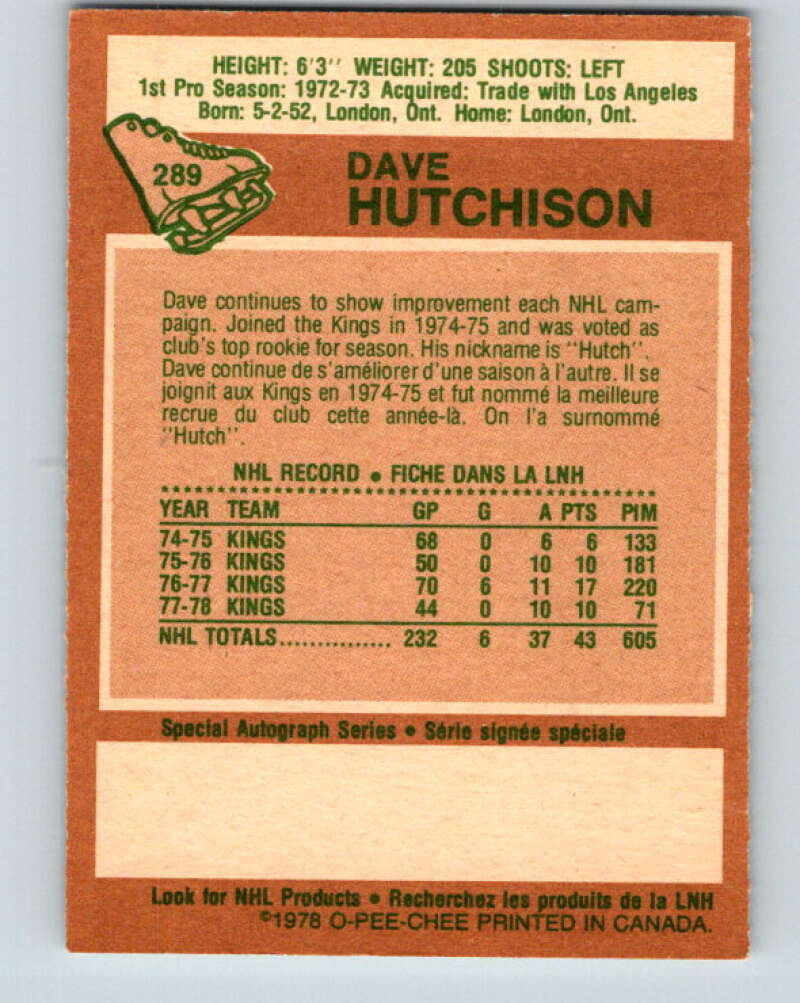 HEIGHT: 6'3'' WEIGHT: 205 SHOOTS: LEFT
1st Pro Season: 1972-73 Acquired: Trade with Los Angeles
Born: 5-2-52, London, Ont. Home: London, Ont.
289
DAVE
HUTCHISON
Dave continues to show improvement each NHL cam-
paign. Joined the Kings in 1974-75 and was voted as
club's top rookie for season. His nickname is ''Hutch''.
Dave continue de s'améliorer d'une saison à l'autre. Il se
joignit aux Kings en 1974-75 et fut nommé la meilleure
recrue du club cette année-là. On l'a surnommé
''Hutch''.
NHL RECORD • FICHE DANS LA LNH
YEAR TEAM GP G A PTS PIM
74-75 KINGS 68 0 6 6 133
75-76 KINGS 50 0 10 10 181
76-77 KINGS 70 6 11 17 220
77-78 KINGS 44 0 10 10 71
NHL TOTALS............... 232 6 37 43 605
Special Autograph Series • Série signée spéciale
Look for NHL Products • Recherchez les produits de la LNH
©1978 O-PEE-CHEE PRINTED IN CANADA.